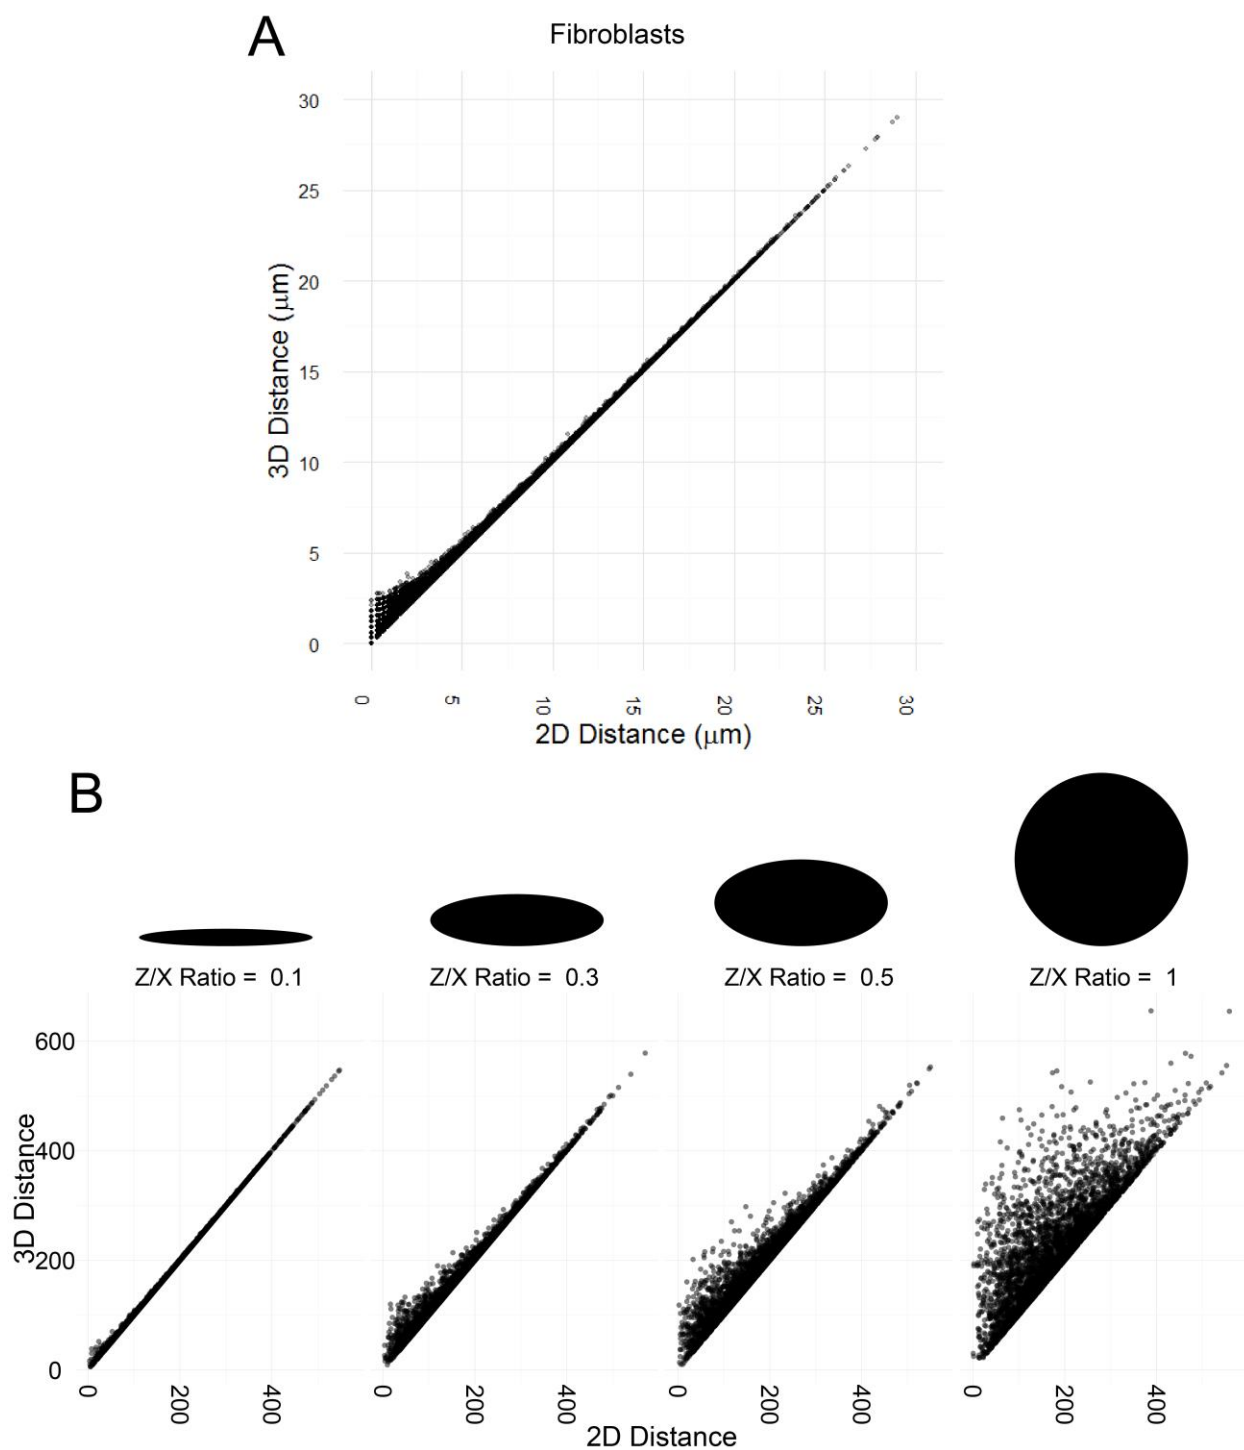 A
Fibroblasts
30
25
20
15
10
5
0
3D Distance (μm)
0 5 10 15 20 25 30
2D Distance (μm)
B
Z/X Ratio = 0.1 Z/X Ratio = 0.3 Z/X Ratio = 0.5 Z/X Ratio = 1
600
400
200
0
3D Distance
0 200 400 0 200 400 0 200 400 0 200 400
2D Distance